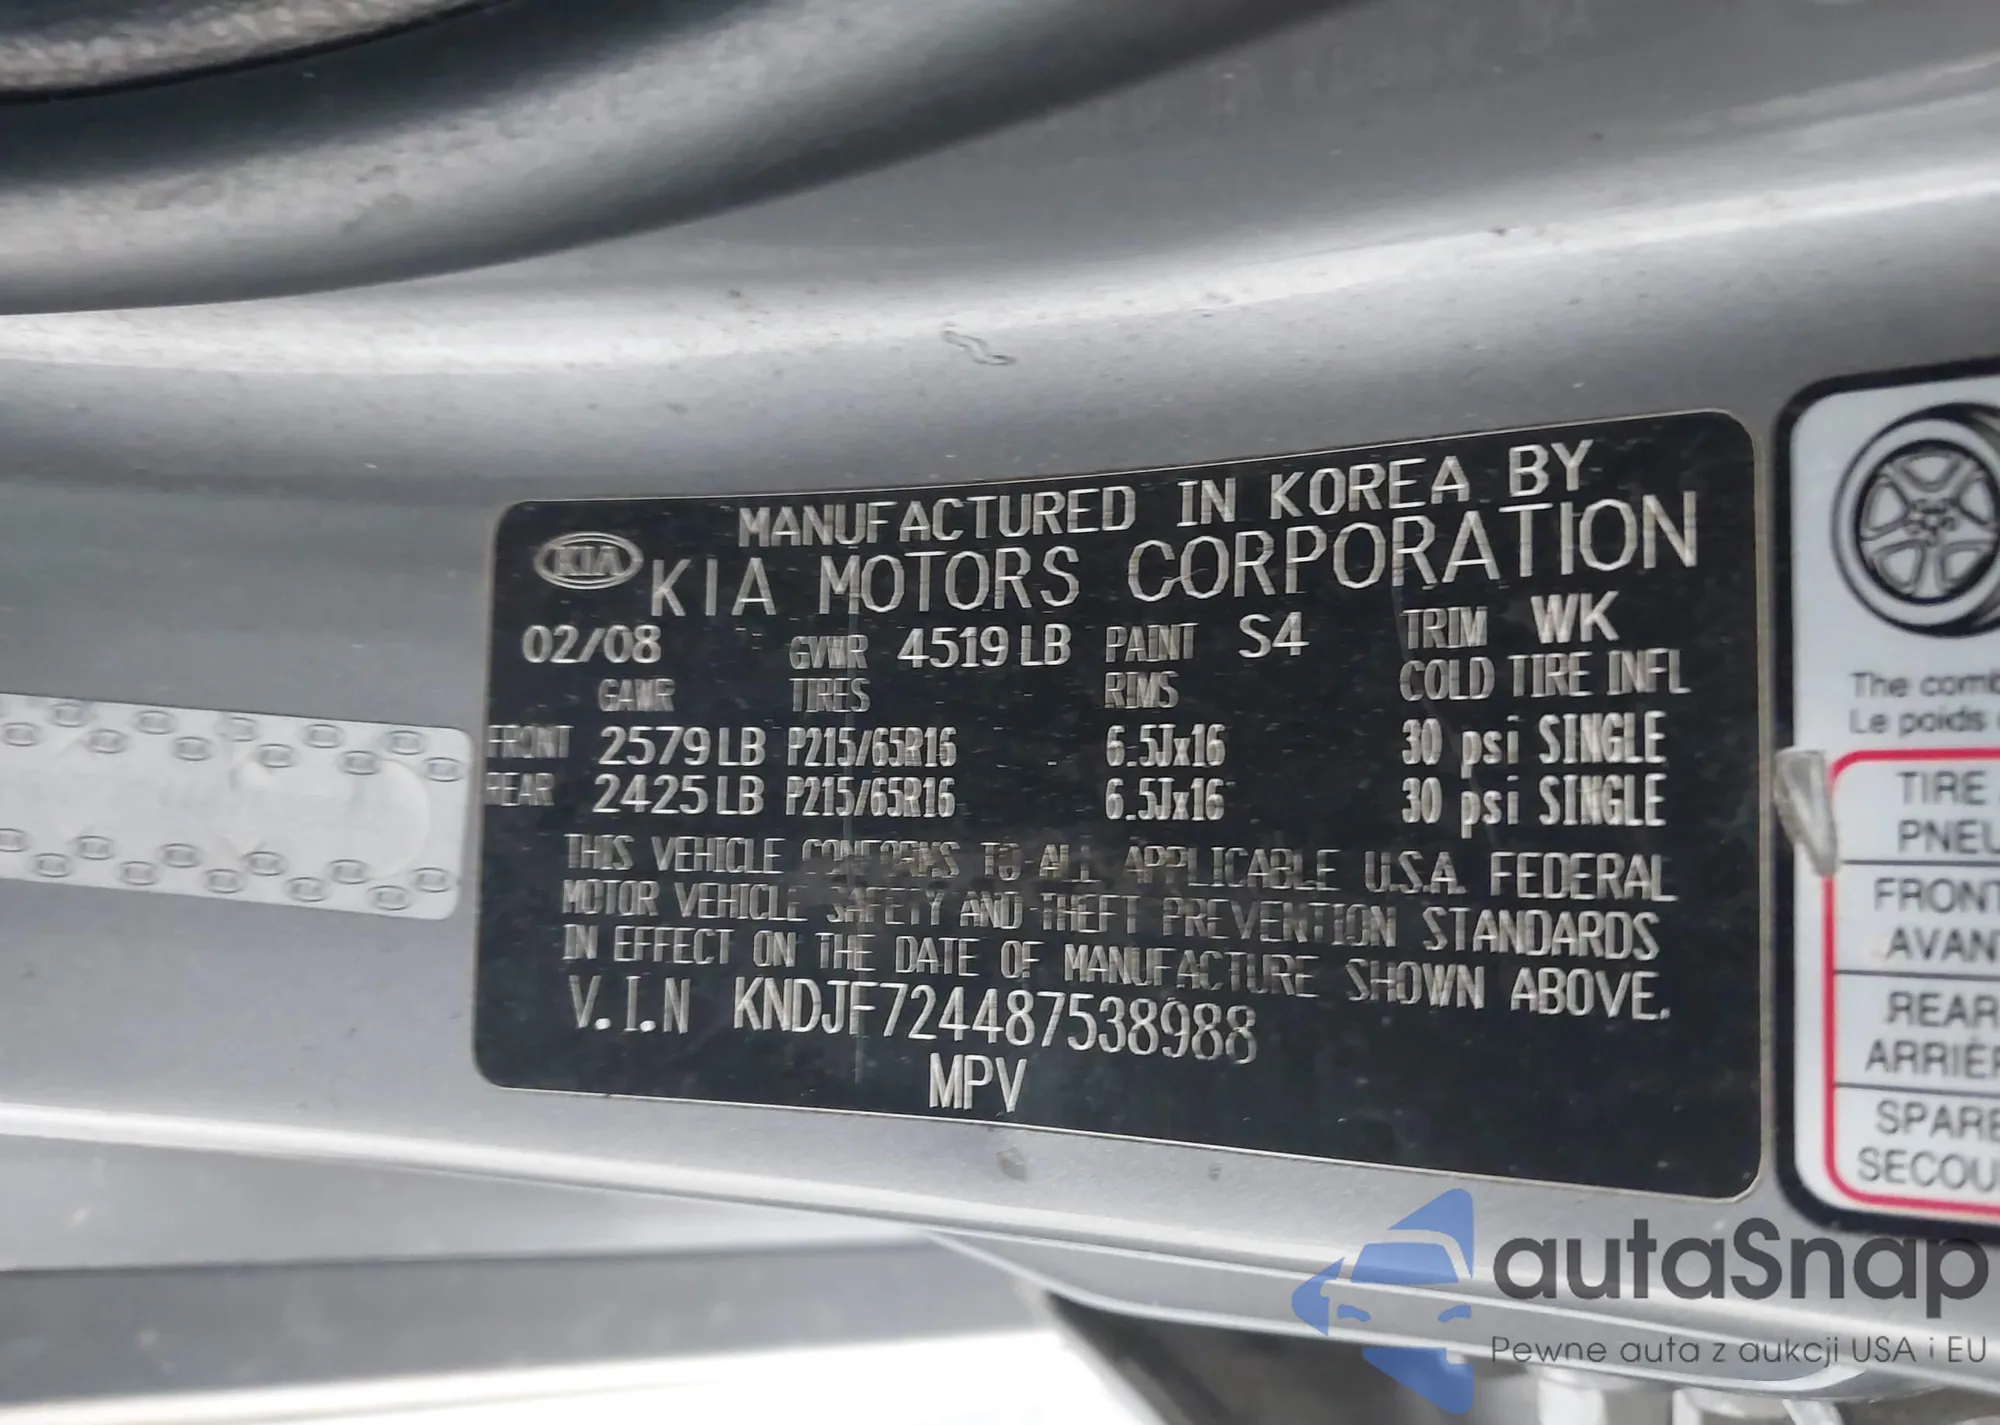 MANUFACTURED IN KOREA BY
KIA KIA MOTORS CORPORATION
02/08 GVWR 4519 LB PAINT S4 TRIM WK
GAWR TIRES RIMS COLD TIRE INFL
FRONT 2579 LB P215/65R16 6.5Jx16 30 psi SINGLE
REAR 2425 LB P215/65R16 6.5Jx16 30 psi SINGLE
THIS VEHICLE CONFORMS TO ALL APPLICABLE U.S.A. FEDERAL
MOTOR VEHICLE SAFETY AND THEFT PREVENTION STANDARDS
IN EFFECT ON THE DATE OF MANUFACTURE SHOWN ABOVE.
V.I.N KNDJF724487538988
MPV
The comb
Le poids
TIRE
PNEU
FRONT
AVANT
REAR
ARRIÈR
SPARE
SECOU
autaSnap
Pewne auta z aukcji USA i EU